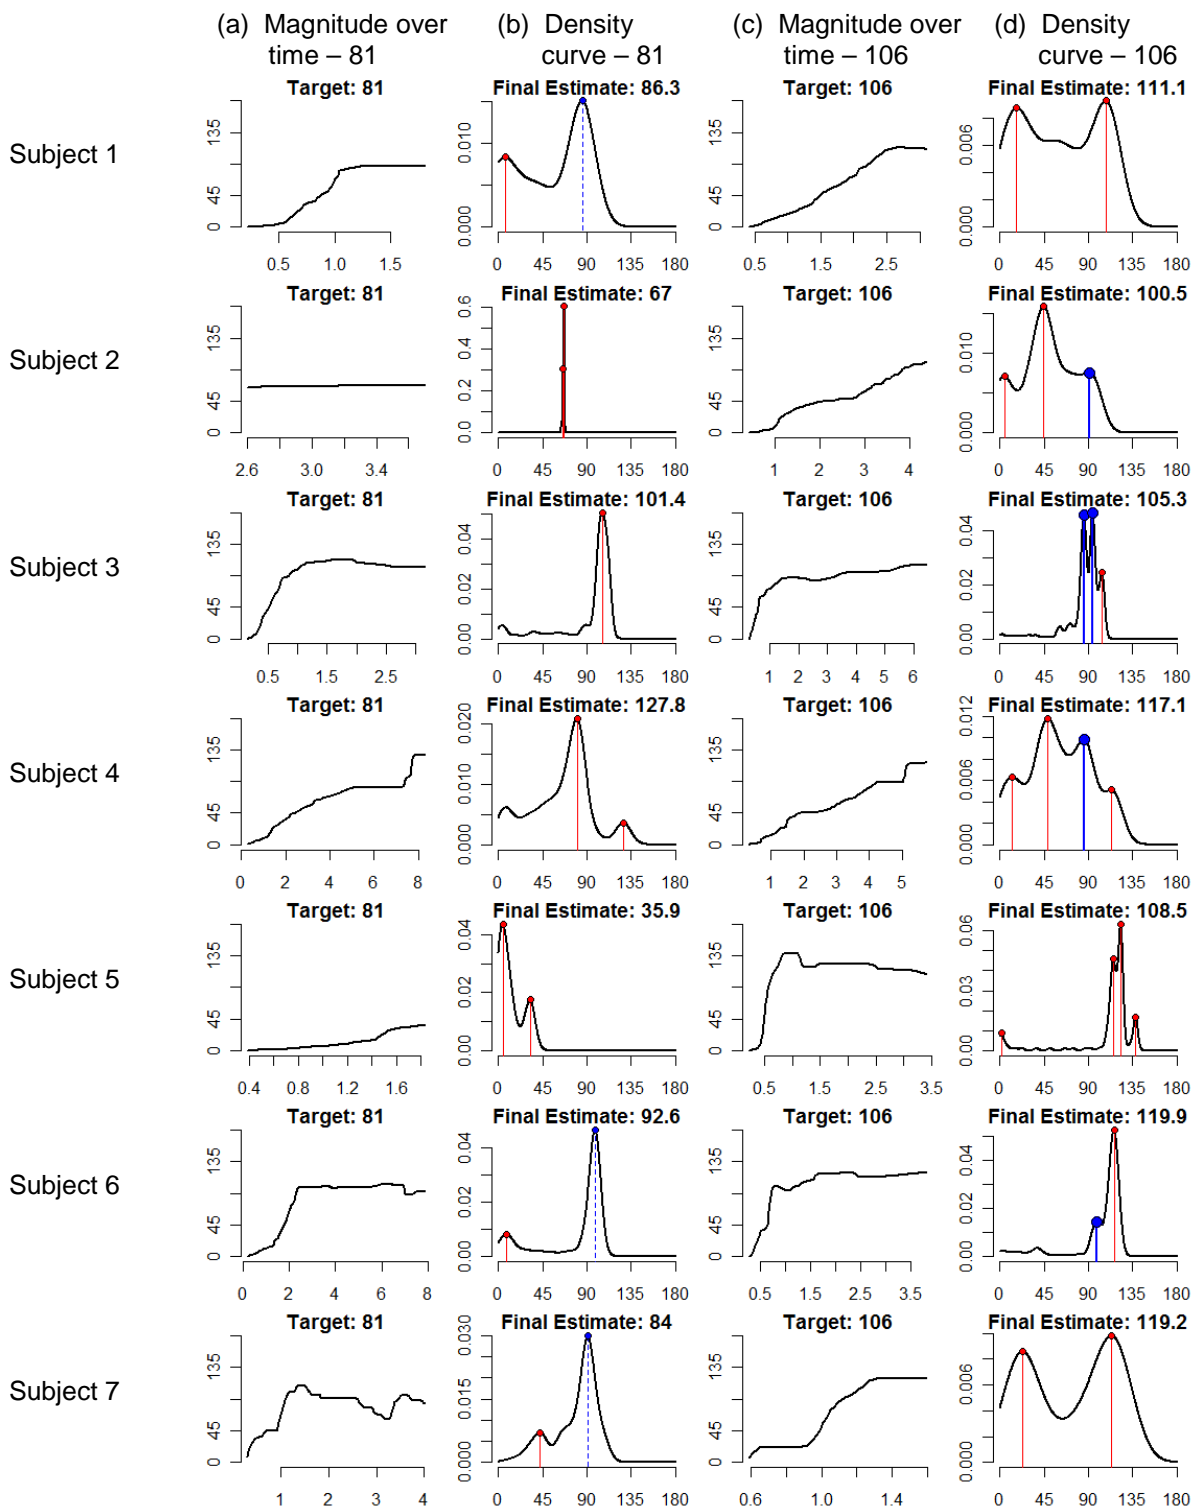 (a) Magnitude over time – 81
(b) Density curve – 81
(c) Magnitude over time – 106
(d) Density curve – 106
Subject 1
Target: 81
135
45
0
0.5 1.0 1.5
Final Estimate: 86.3
0.010
0.000
0 45 90 135 180
Target: 106
135
45
0
0.5 1.5 2.5
Final Estimate: 111.1
0.006
0.000
0 45 90 135 180
Subject 2
Target: 81
135
45
0
2.6 3.0 3.4
Final Estimate: 67
0.6
0.4
0.2
0.0
0 45 90 135 180
Target: 106
135
45
0
1 2 3 4
Final Estimate: 100.5
0.010
0.000
0 45 90 135 180
Subject 3
Target: 81
135
45
0
0.5 1.5 2.5
Final Estimate: 101.4
0.04
0.02
0.00
0 45 90 135 180
Target: 106
135
45
0
1 2 3 4 5 6
Final Estimate: 105.3
0.04
0.02
0.00
0 45 90 135 180
Subject 4
Target: 81
135
45
0
0 2 4 6 8
Final Estimate: 127.8
0.020
0.010
0.000
0 45 90 135 180
Target: 106
135
45
0
1 2 3 4 5
Final Estimate: 117.1
0.012
0.006
0.000
0 45 90 135 180
Subject 5
Target: 81
135
45
0
0.4 0.8 1.2 1.6
Final Estimate: 35.9
0.04
0.02
0.00
0 45 90 135 180
Target: 106
135
45
0
0.5 1.5 2.5 3.5
Final Estimate: 108.5
0.06
0.03
0.00
0 45 90 135 180
Subject 6
Target: 81
135
45
0
0 2 4 6 8
Final Estimate: 92.6
0.04
0.02
0.00
0 45 90 135 180
Target: 106
135
45
0
0.5 1.5 2.5 3.5
Final Estimate: 119.9
0.04
0.02
0.00
0 45 90 135 180
Subject 7
Target: 81
135
45
0
1 2 3 4
Final Estimate: 84
0.030
0.015
0.000
0 45 90 135 180
Target: 106
135
45
0
0.6 1.0 1.4
Final Estimate: 119.2
0.006
0.000
0 45 90 135 180